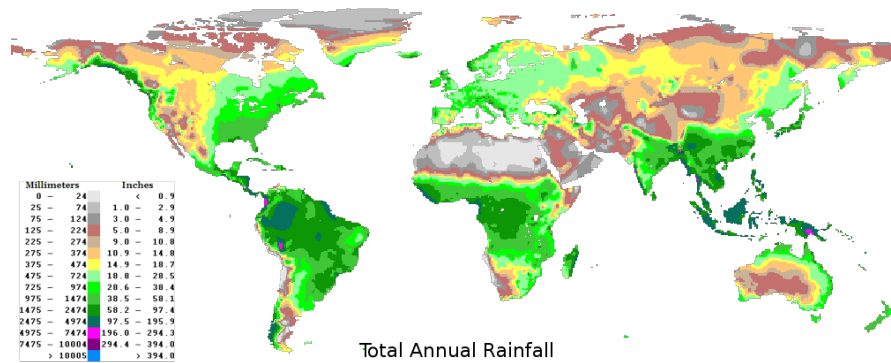 Millimeters Inches
0 – 24 < 0.9
25 – 74 1.0 – 2.9
75 – 124 3.0 – 4.9
125 – 224 5.0 – 8.9
225 – 274 9.0 – 10.8
275 – 374 10.9 – 14.8
375 – 474 14.9 – 18.7
475 – 724 18.8 – 28.5
725 – 974 28.6 – 38.4
975 – 1474 38.5 – 58.1
1475 – 2474 58.2 – 97.4
2475 – 4974 97.5 – 195.9
4975 – 7474 196.0 – 294.3
7475 – 10004 294.4 – 394.0
> 10005 > 394.0
Total Annual Rainfall